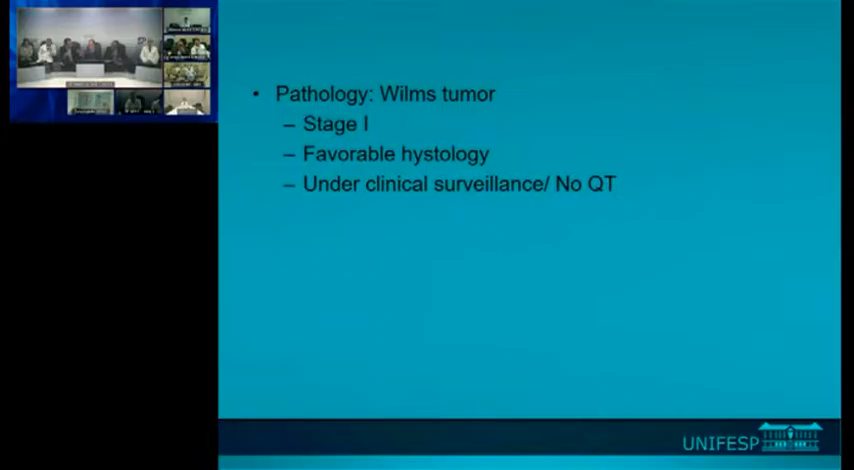 • Pathology: Wilms tumor
– Stage I
– Favorable hystology
– Under clinical surveillance/ No QT
UNIFESP